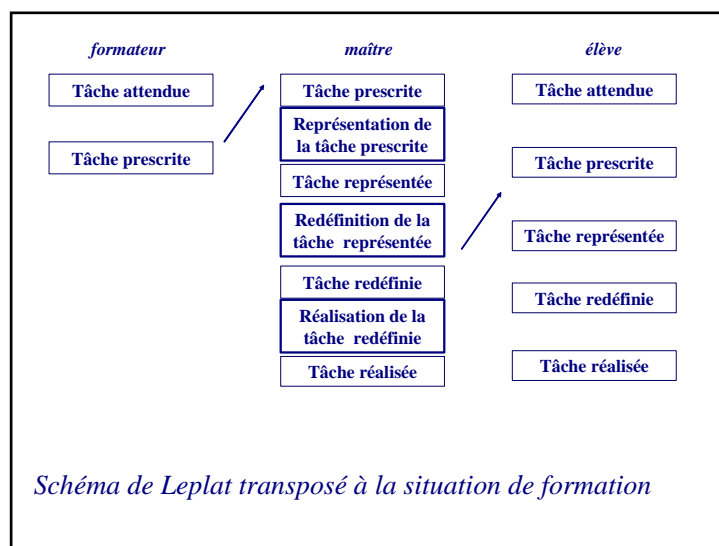 formateur
Tâche attendue
Tâche prescrite
maître
Tâche prescrite
Représentation de
la tâche prescrite
Tâche représentée
Redéfinition de la
tâche représentée
Tâche redéfinie
Réalisation de la
tâche redéfinie
Tâche réalisée
élève
Tâche attendue
Tâche prescrite
Tâche représentée
Tâche redéfinie
Tâche réalisée
Schéma de Leplat transposé à la situation de formation